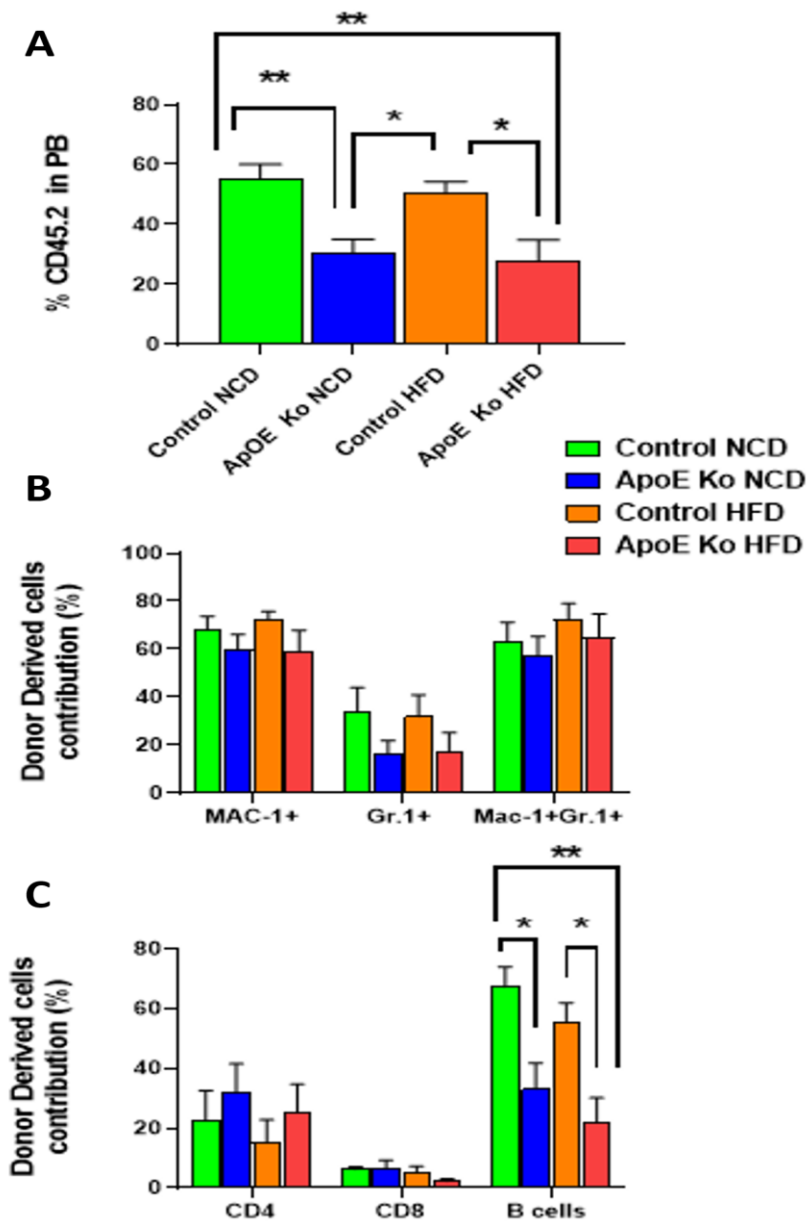 A
**
**
*
*
% CD45.2 in PB
80
60
40
20
0
Control NCD
ApOE Ko NCD
Control HFD
ApoE Ko HFD
Control NCD
ApoE Ko NCD
Control HFD
ApoE Ko HFD
B
Donor Derived cells
contribution (%)
100
80
60
40
20
0
MAC-1+ Gr.1+ Mac-1+Gr.1+
C
**
*
*
Donor Derived cells
contribution (%)
80
60
40
20
0
CD4 CD8 B cells